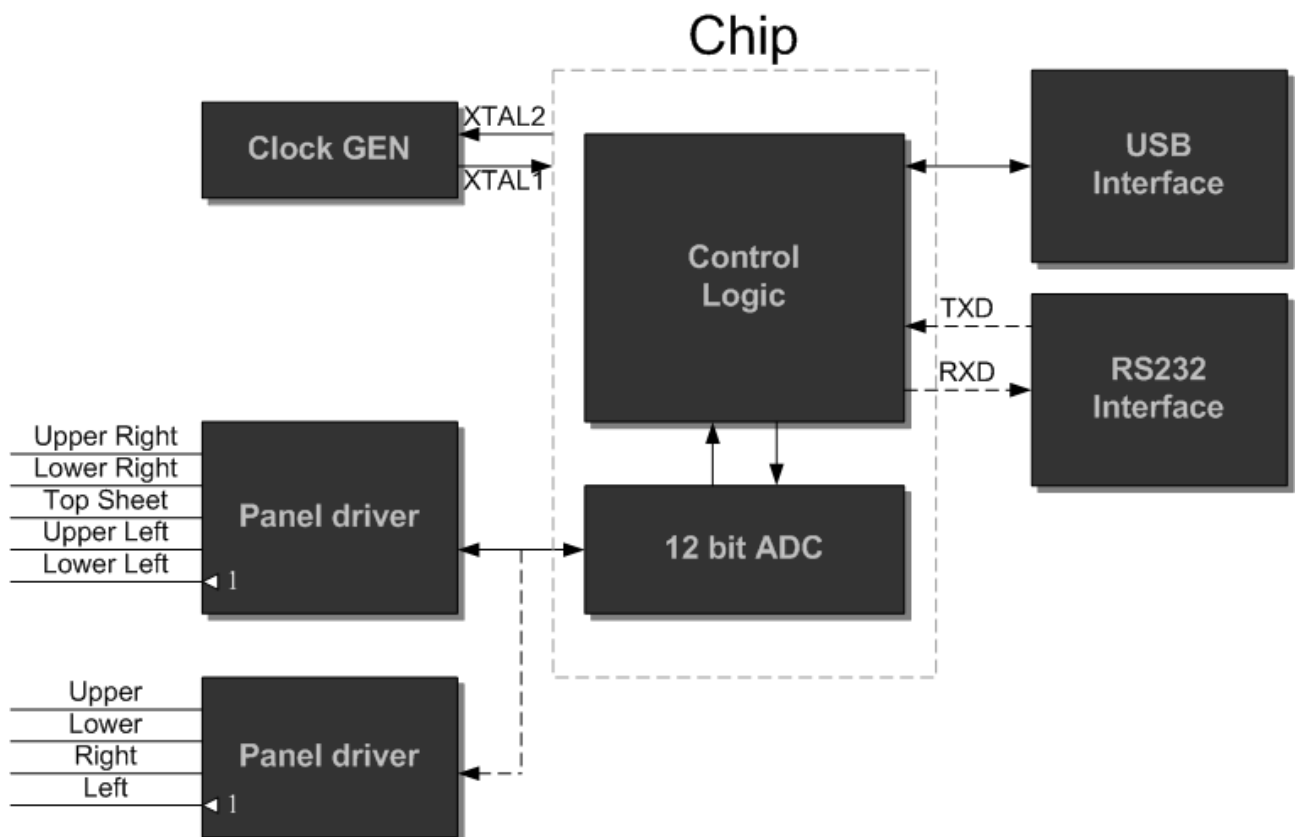 Chip
Clock GEN
XTAL2
XTAL1
Control
Logic
USB
Interface
TXD
RXD
RS232
Interface
Upper Right
Lower Right
Top Sheet
Upper Left
Lower Left
1
Panel driver
12 bit ADC
Upper
Lower
Right
Left
1
Panel driver